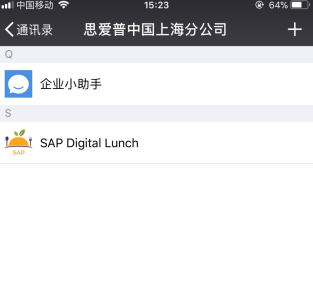 中国移动 15:23 64%
通讯录 思爱普中国上海分公司 +
Q
企业小助手
S
SAP Digital Lunch
SAP